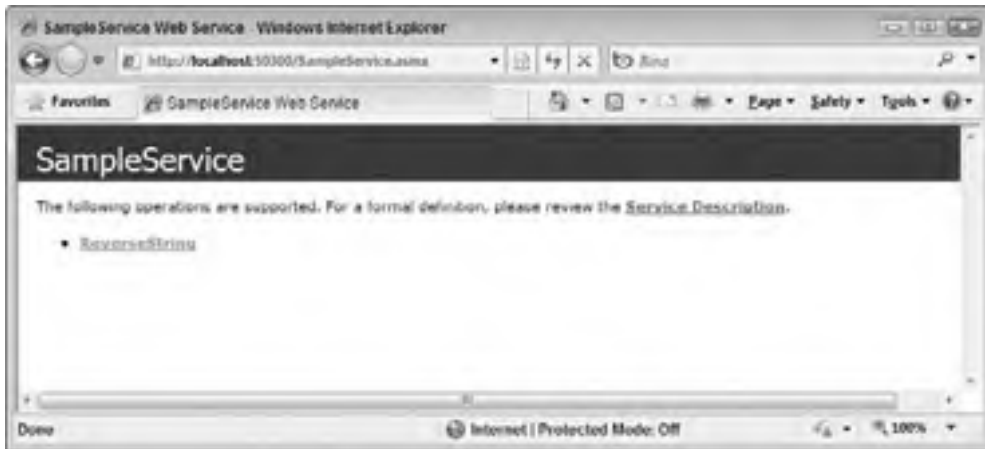 SampleService Web Service - Windows Internet Explorer
http://localhost:50300/SampleService.asmx
Bing
Favorites SampleService Web Service Page Safety Tools
SampleService
The following operations are supported. For a formal definition, please review the Service Description.
• ReverseString
Done Internet | Protected Mode: Off 100%